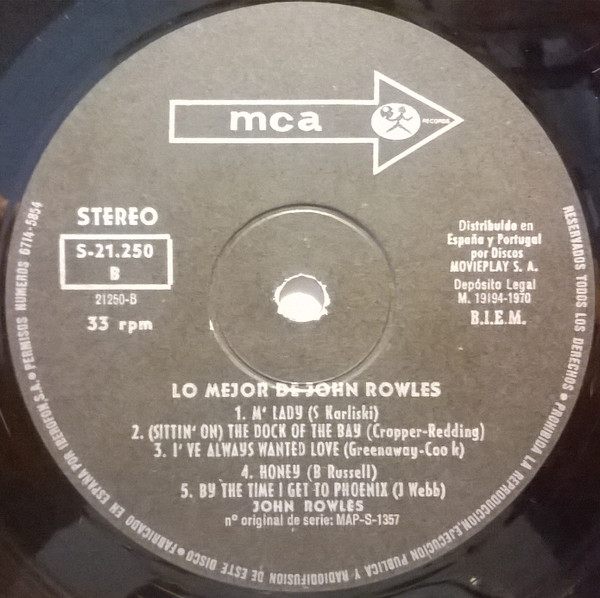 mca
RECORDS
STEREO
S-21.250
B
21250-B
33 rpm
Distribuído en
España y Portugal
por Discos
MOVIEPLAY S. A.
Depósito Legal
M. 19194-1970
B.I.E.M.
LO MEJOR DE JOHN ROWLES
1. M' LADY (S Karliski)
2. (SITTIN' ON) THE DOCK OF THE BAY (Cropper-Redding)
3. I'VE ALWAYS WANTED LOVE (Greenaway-Coo k)
4. HONEY (B Russell)
5. BY THE TIME I GET TO PHOENIX (J Webb)
JOHN ROWLES
nº original de serie: MAP-S-1357
RESERVADOS TODOS LOS DERECHOS • PROHIBIDA LA REPRODUCCION,EJECUCION PUBLICA Y RADIODIFUSION DE ESTE DISCO • FABRICADO EN ESPAÑA POR IBEROFON,S.A. • PERMISOS NUMEROS 6714-5854